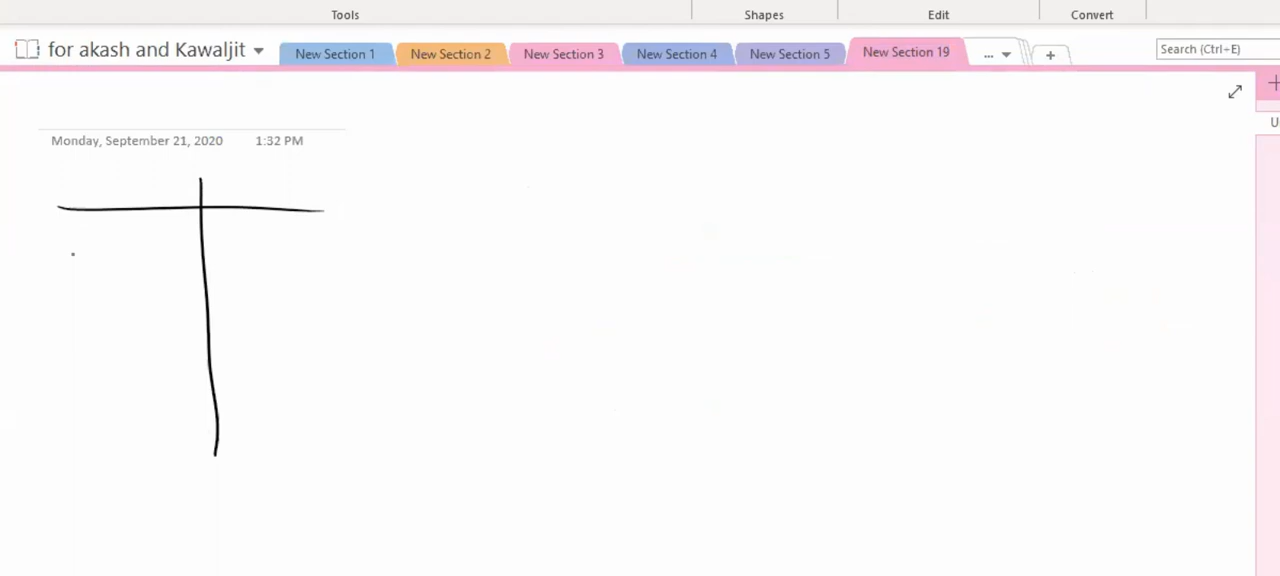 Tools Shapes Edit Convert
for akash and Kawaljit New Section 1 New Section 2 New Section 3 New Section 4 New Section 5 New Section 19 ... + Search (Ctrl+E)
Monday, September 21, 2020 1:32 PM